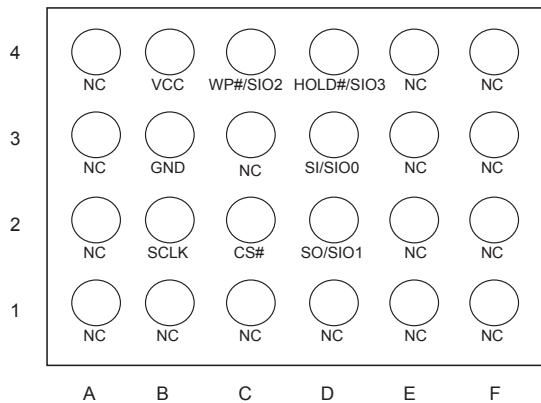 4
NC VCC WP#/SIO2 HOLD#/SIO3 NC NC
3
NC GND NC SI/SIO0 NC NC
2
NC SCLK CS# SO/SIO1 NC NC
1
NC NC NC NC NC NC
A B C D E F